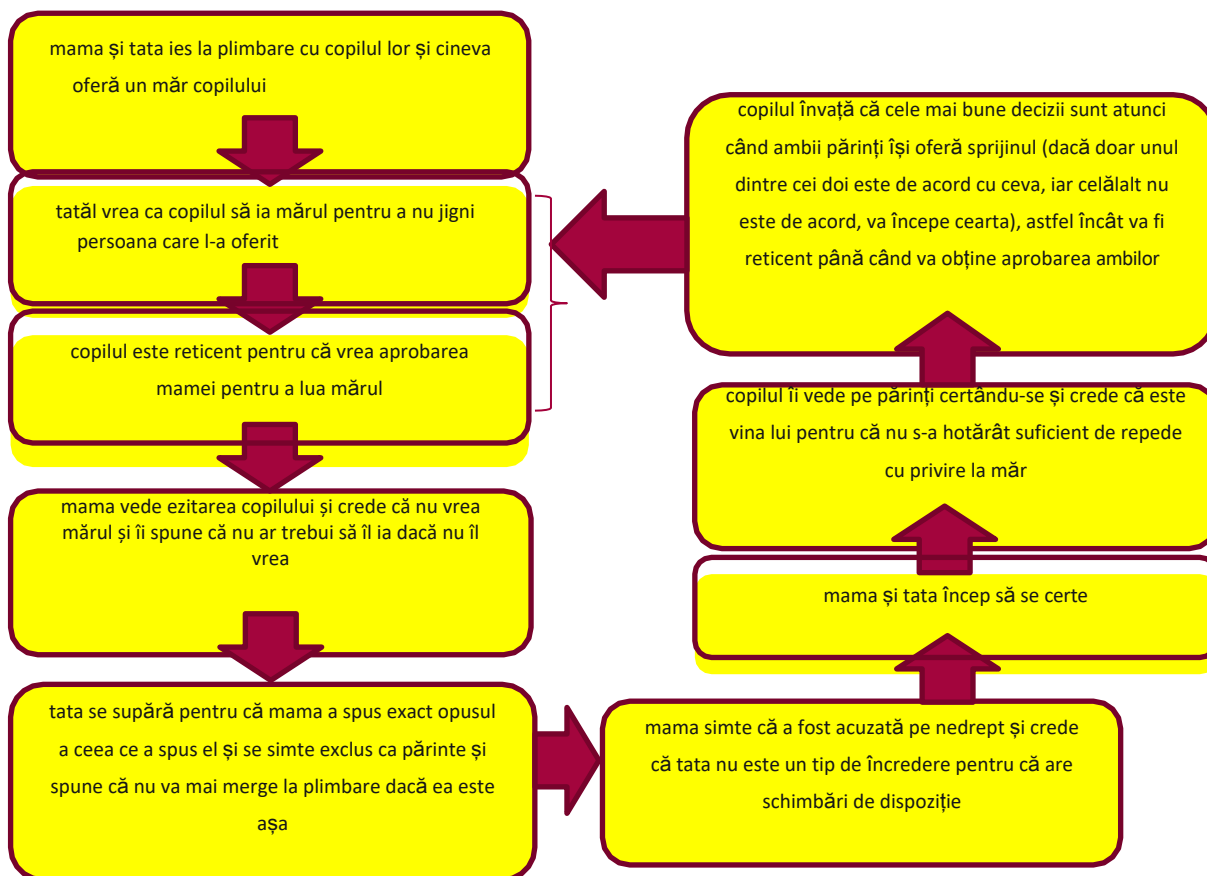 mama și tata ies la plimbare cu copilul lor și cineva
oferă un măr copilului
tatăl vrea ca copilul să ia mărul pentru a nu jigni
persoana care l-a oferit
copilul este reticent pentru că vrea aprobarea
mamei pentru a lua mărul
mama vede ezitarea copilului și crede că nu vrea
mărul și îi spune că nu ar trebui să îl ia dacă nu îl
vrea
tata se supără pentru că mama a spus exact opusul
a ceea ce a spus el și se simte exclus ca părinte și
spune că nu va mai merge la plimbare dacă ea este
așa
mama simte că a fost acuzată pe nedrept și crede
că tata nu este un tip de încredere pentru că are
schimbări de dispoziție
mama și tata încep să se certe
copilul îi vede pe părinți certându-se și crede că este
vina lui pentru că nu s-a hotărât suficient de repede
cu privire la măr
copilul învață că cele mai bune decizii sunt atunci
când ambii părinți își oferă sprijinul (dacă doar unul
dintre cei doi este de acord cu ceva, iar celălalt nu
este de acord, va începe cearta), astfel încât va fi
reticent până când va obține aprobarea ambilor